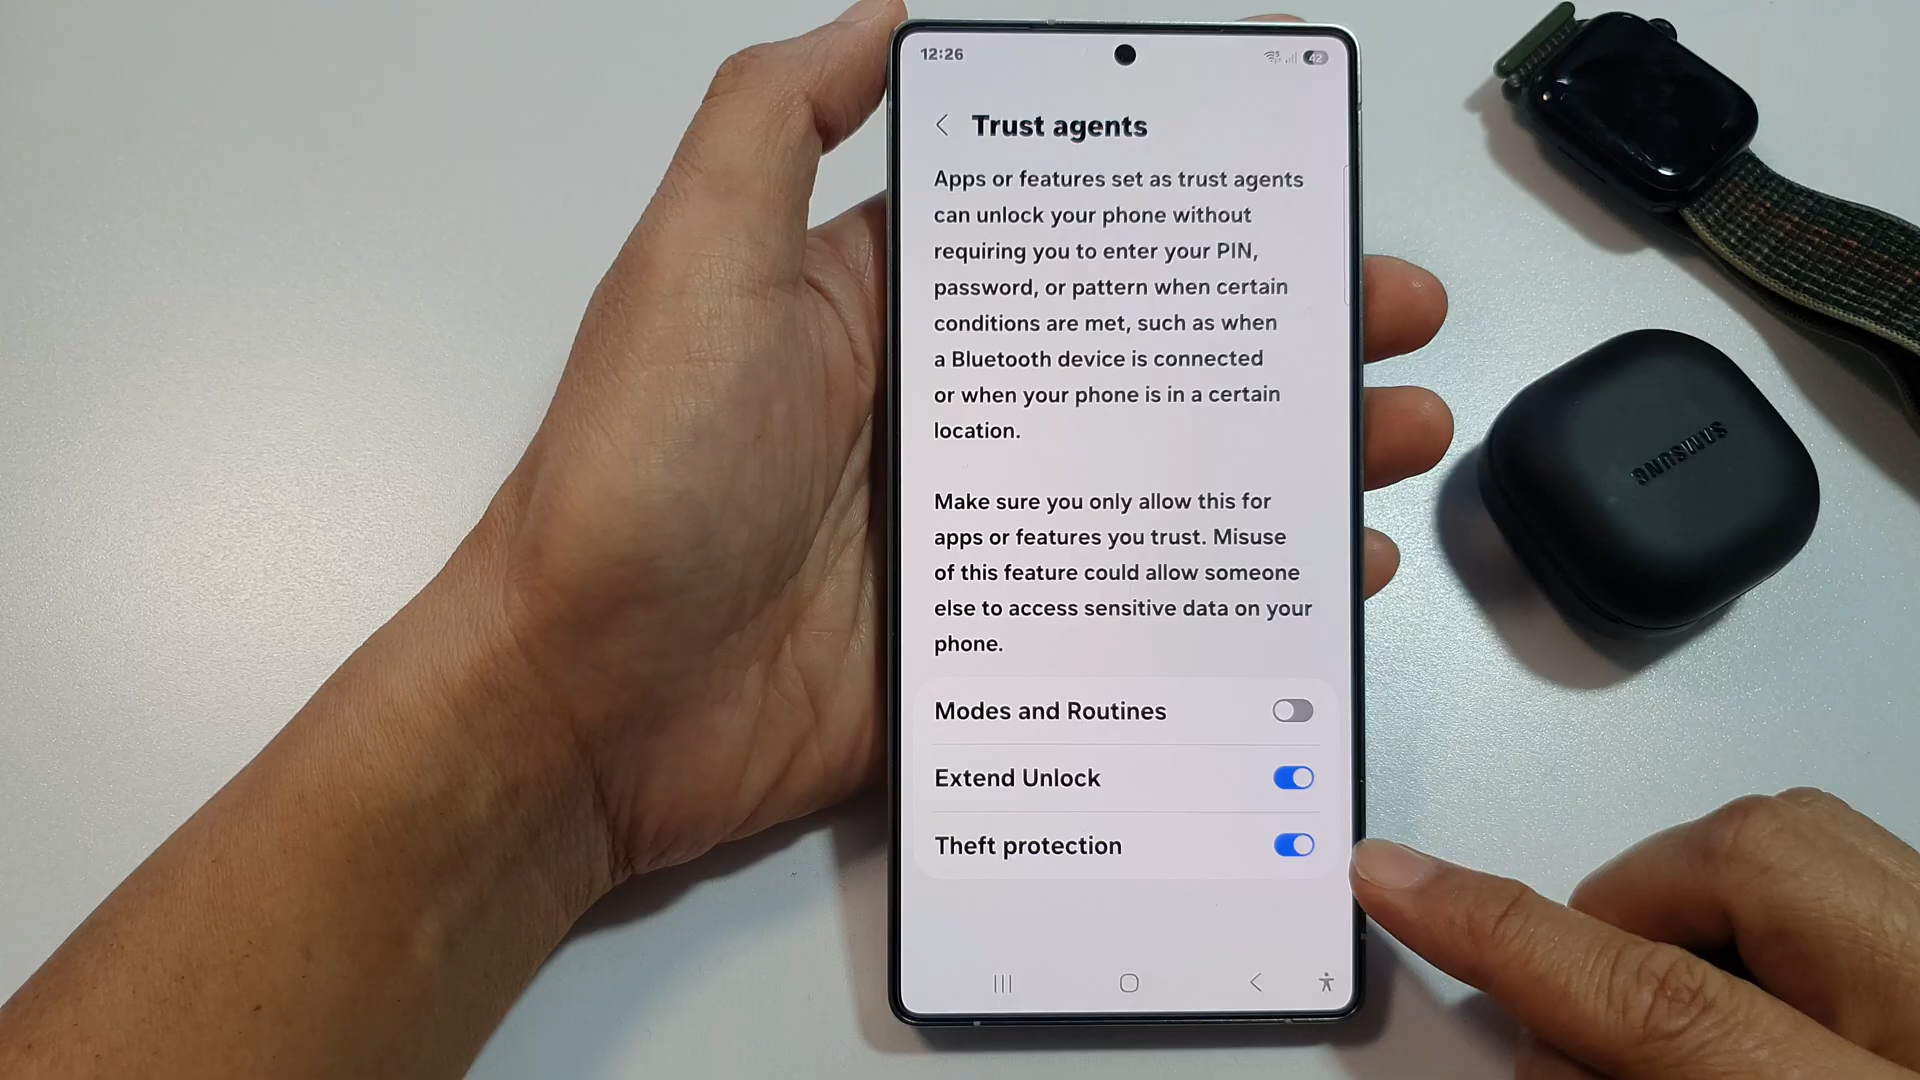 12:26
42
Trust agents
Apps or features set as trust agents
can unlock your phone without
requiring you to enter your PIN,
password, or pattern when certain
conditions are met, such as when
a Bluetooth device is connected
or when your phone is in a certain
location.
Make sure you only allow this for
apps or features you trust. Misuse
of this feature could allow someone
else to access sensitive data on your
phone.
Modes and Routines
Extend Unlock
Theft protection
SAMSUNG